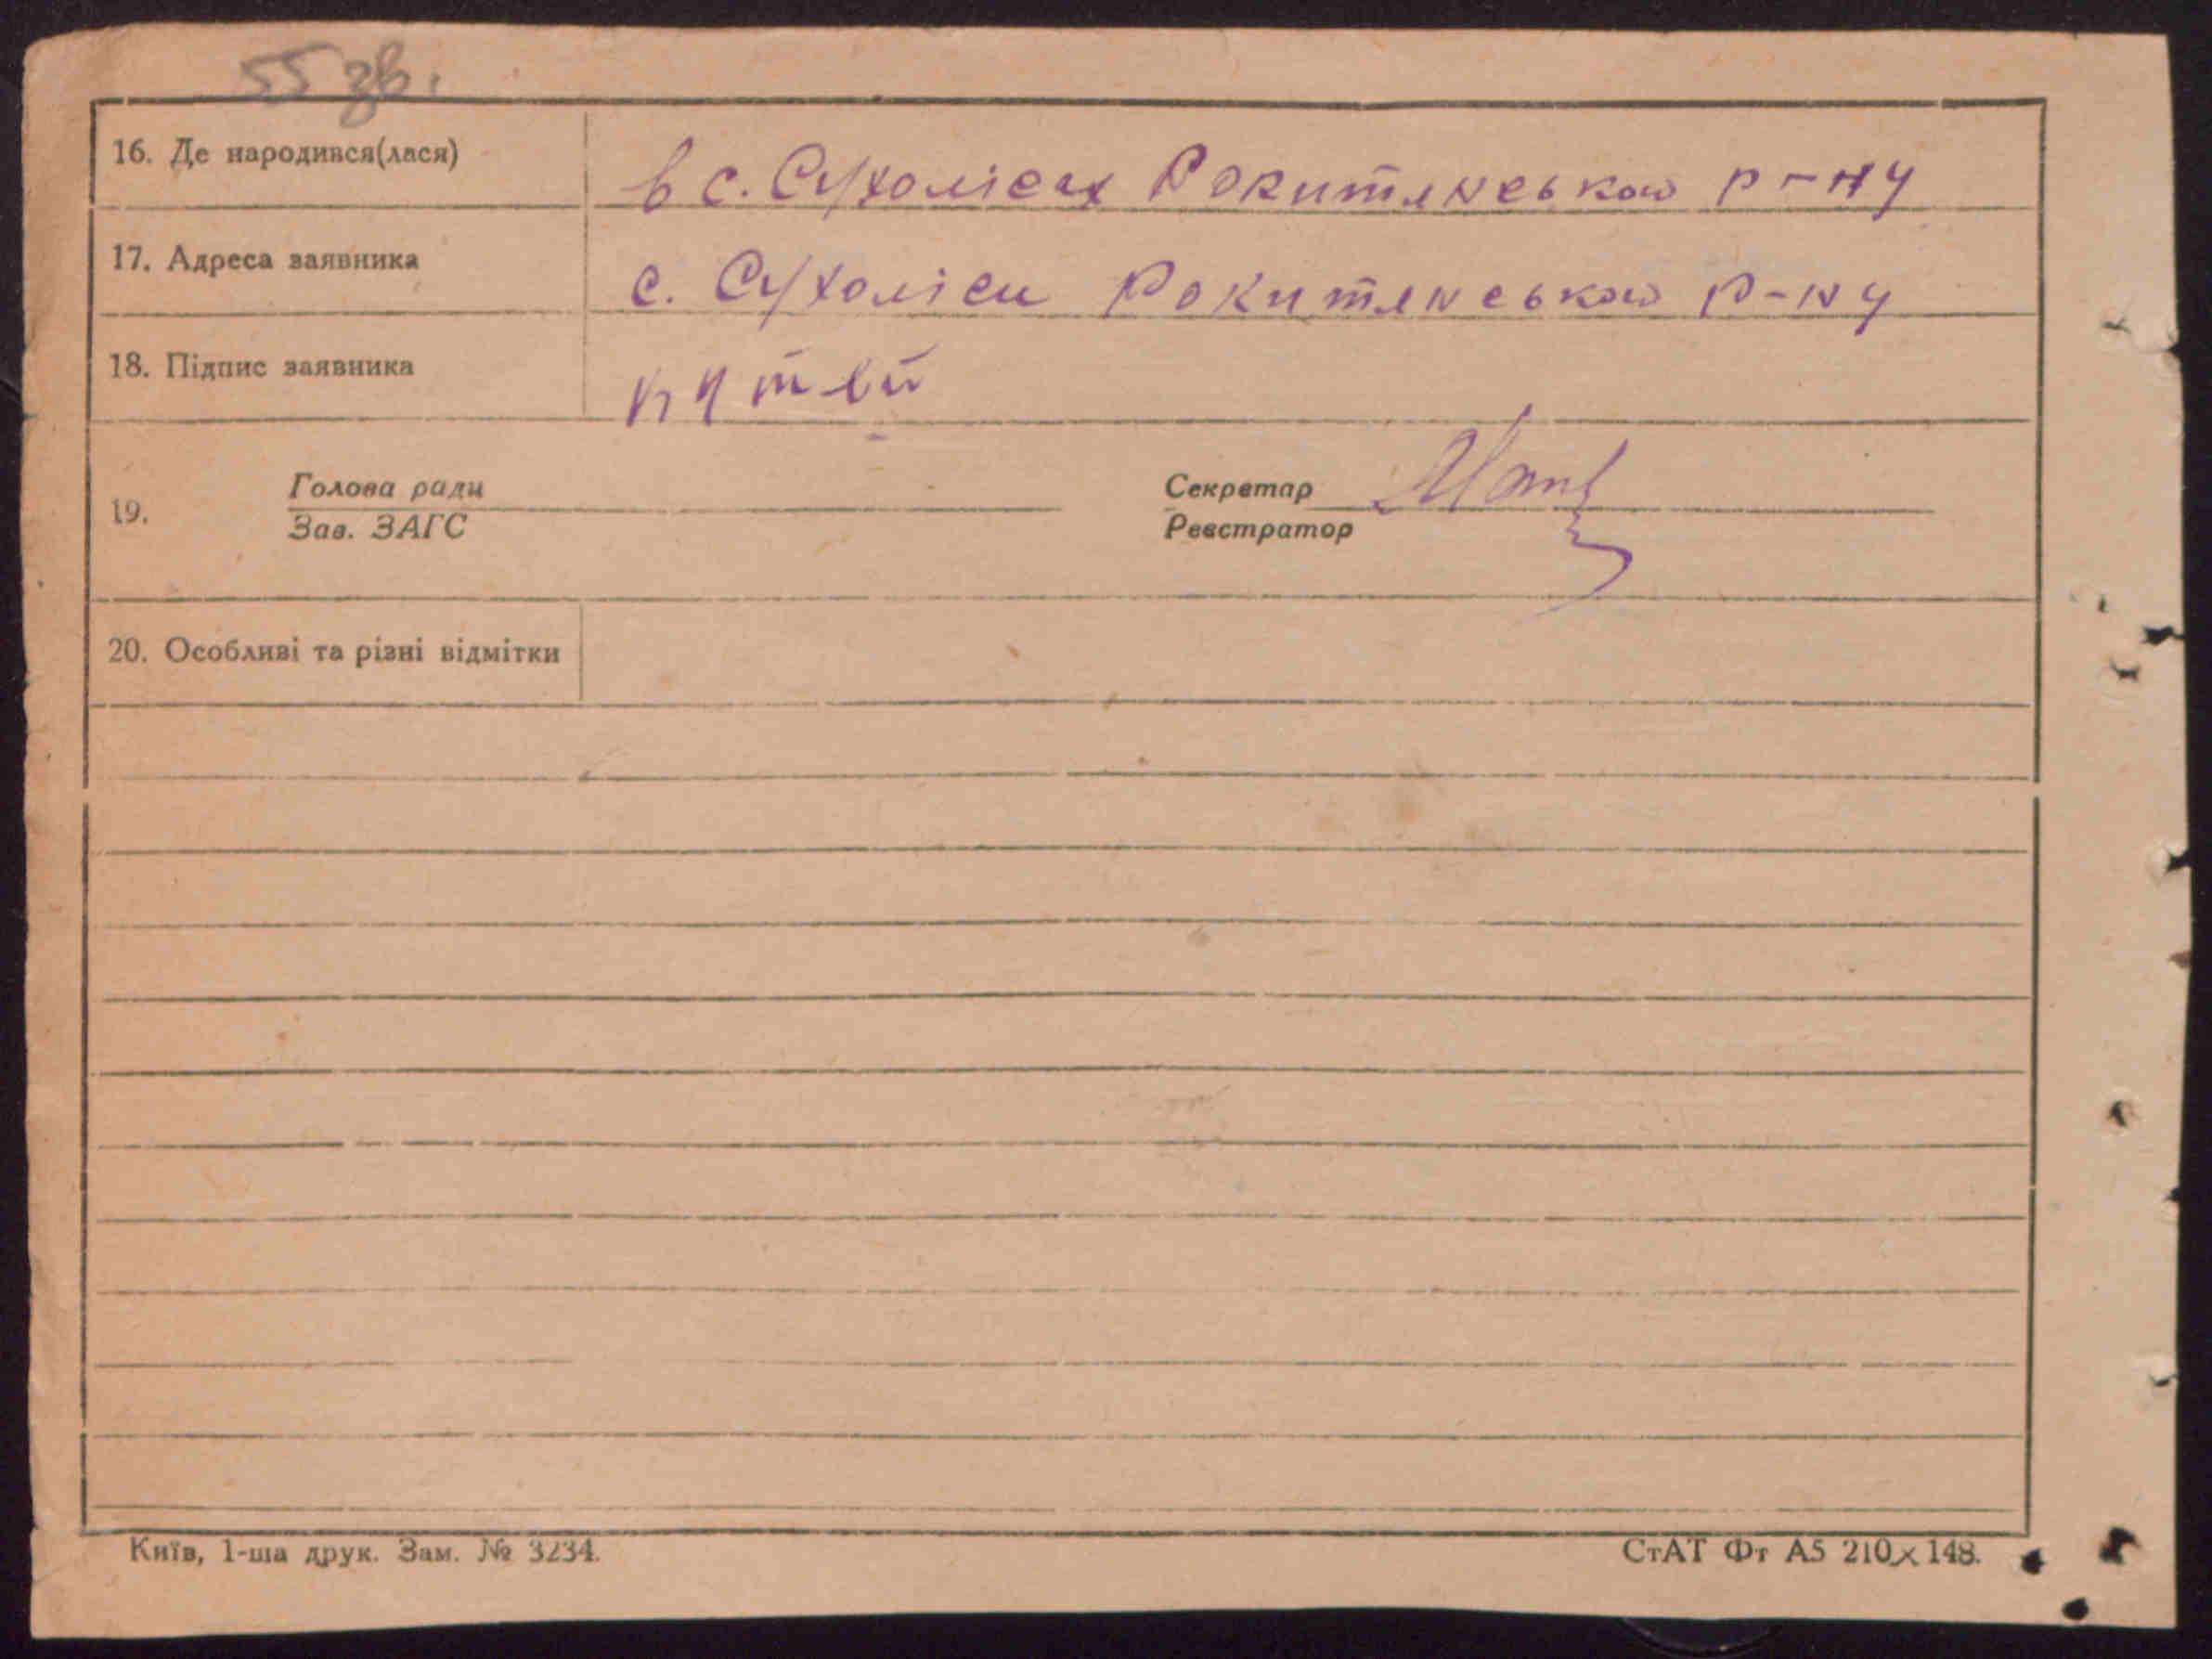 55 зв.
16. Де народився(лася) в с. Сухолісах Рокитянського р-ну
17. Адреса заявника с. Сухоліси Рокитянського р-ну
18. Підпис заявника
19. Голова ради Секретар
Зав. ЗАГС Реєстратор
20. Особливі та різні відмітки
Київ, 1-ша друк. Зам. № 3234. СтАТ Фт А5 210×148.